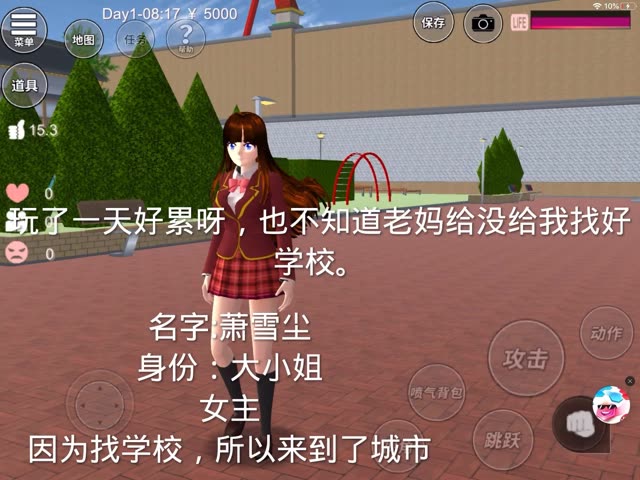 Day1-08:17 ￥ 5000
10%
菜单
地图
任务
?
帮助
保存
LIFE
道具
15.3
0
玩了一天好累呀，也不知道老妈给没给我找好
学校。
0
名字:萧雪尘
身份：大小姐
女主
因为找学校，所以来到了城市
动作
攻击
喷气背包
跳跃